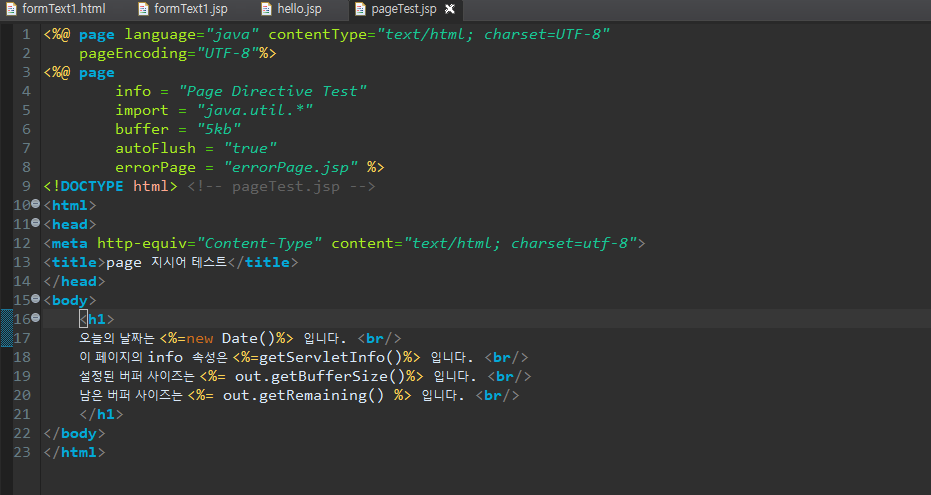 formText1.html formText1.jsp hello.jsp pageTest.jsp
1 <%@ page language="java" contentType="text/html; charset=UTF-8"
2 pageEncoding="UTF-8"%>
3 <%@ page
4 info = "Page Directive Test"
5 import = "java.util.*"
6 buffer = "5kb"
7 autoFlush = "true"
8 errorPage = "errorPage.jsp" %>
9 <!DOCTYPE html> <!-- pageTest.jsp -->
10 <html>
11 <head>
12 <meta http-equiv="Content-Type" content="text/html; charset=utf-8">
13 <title>page 지시어 테스트</title>
14 </head>
15 <body>
16 <h1>
17 오늘의 날짜는 <%=new Date()%> 입니다. <br/>
18 이 페이지의 info 속성은 <%=getServletInfo()%> 입니다. <br/>
19 설정된 버퍼 사이즈는 <%= out.getBufferSize()%> 입니다. <br/>
20 남은 버퍼 사이즈는 <%= out.getRemaining() %> 입니다. <br/>
21 </h1>
22 </body>
23 </html>